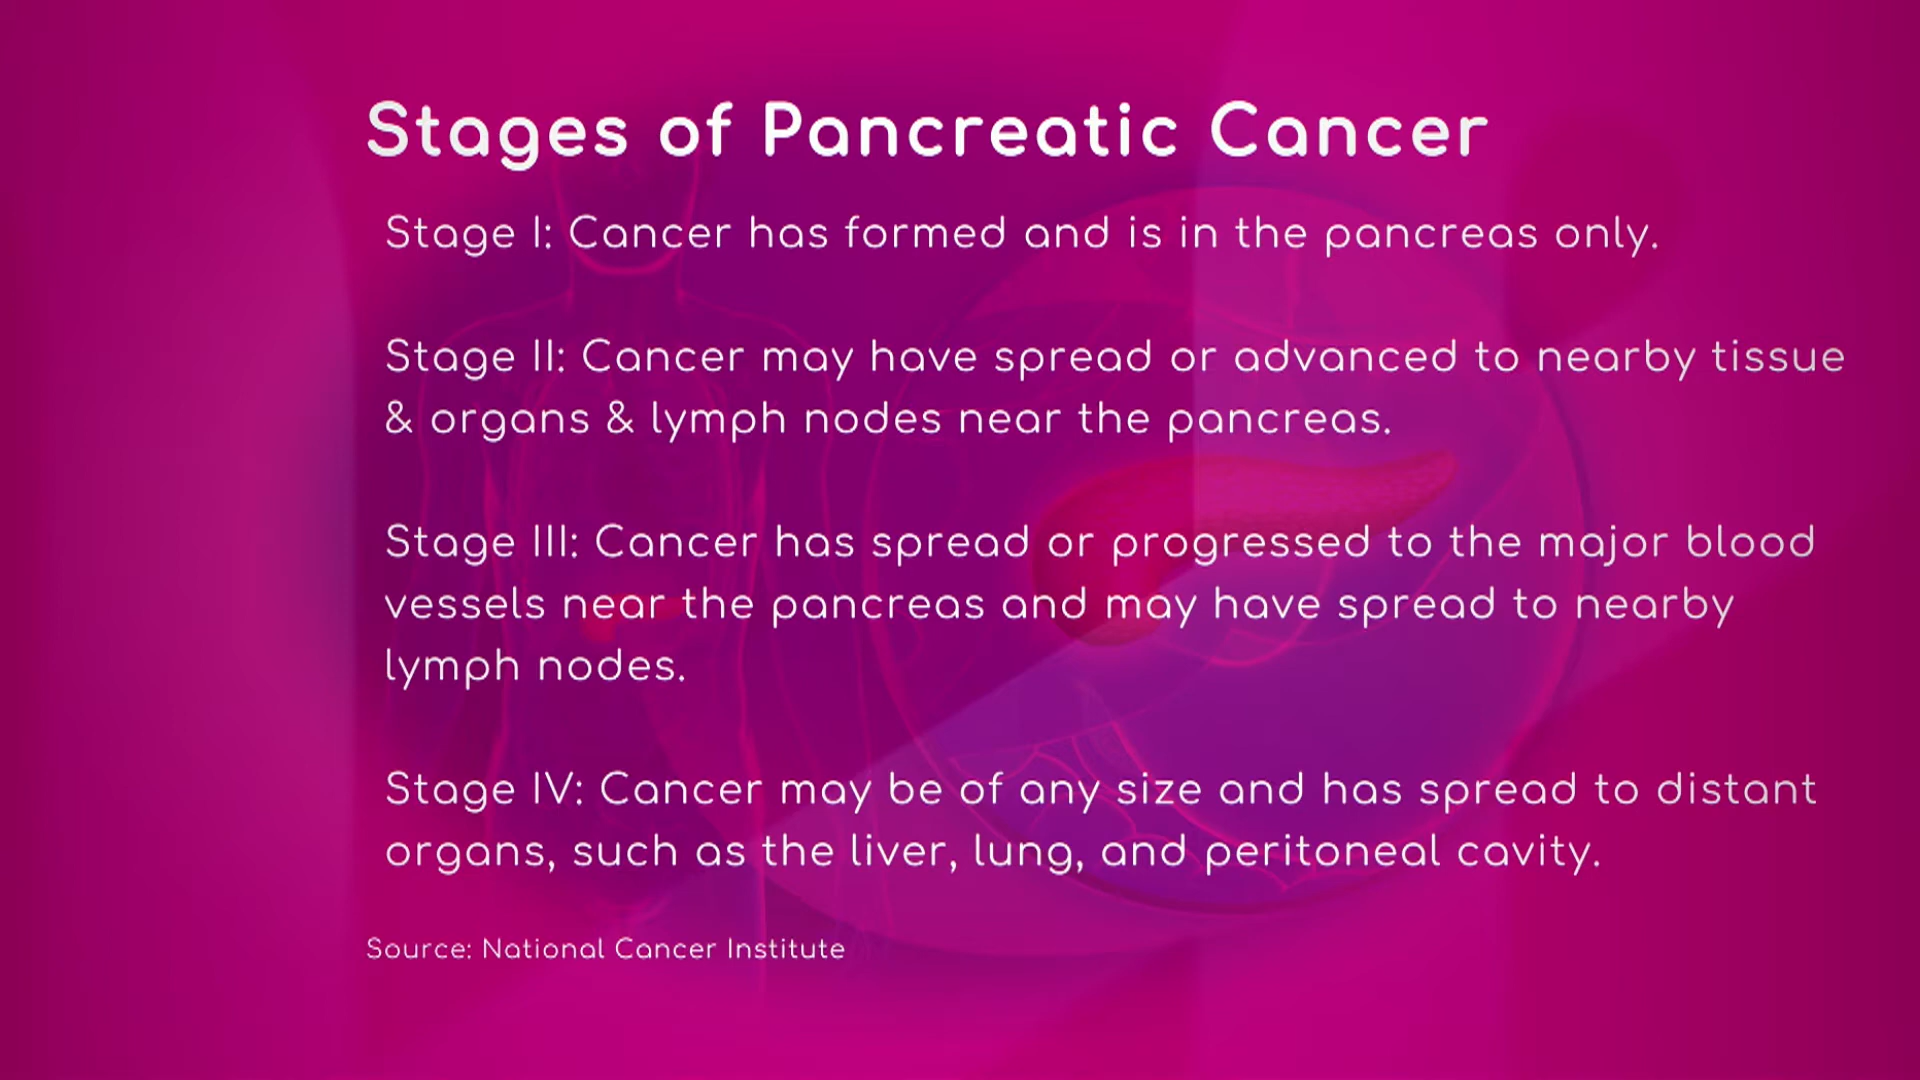 Stages of Pancreatic Cancer
Stage I: Cancer has formed and is in the pancreas only.
Stage II: Cancer may have spread or advanced to nearby tissue
& organs & lymph nodes near the pancreas.
Stage III: Cancer has spread or progressed to the major blood
vessels near the pancreas and may have spread to nearby
lymph nodes.
Stage IV: Cancer may be of any size and has spread to distant
organs, such as the liver, lung, and peritoneal cavity.
Source: National Cancer Institute